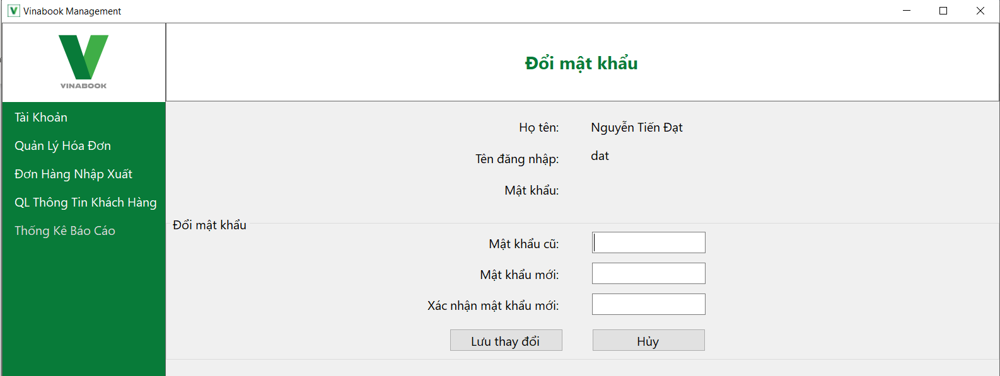 Vinabook Management
VINABOOK
Đổi mật khẩu
Tài Khoản
Quản Lý Hóa Đơn
Đơn Hàng Nhập Xuất
QL Thông Tin Khách Hàng
Thống Kê Báo Cáo
Họ tên: Nguyễn Tiến Đạt
Tên đăng nhập: dat
Mật khẩu:
Đổi mật khẩu
Mật khẩu cũ:
Mật khẩu mới:
Xác nhận mật khẩu mới:
Lưu thay đổi Hủy